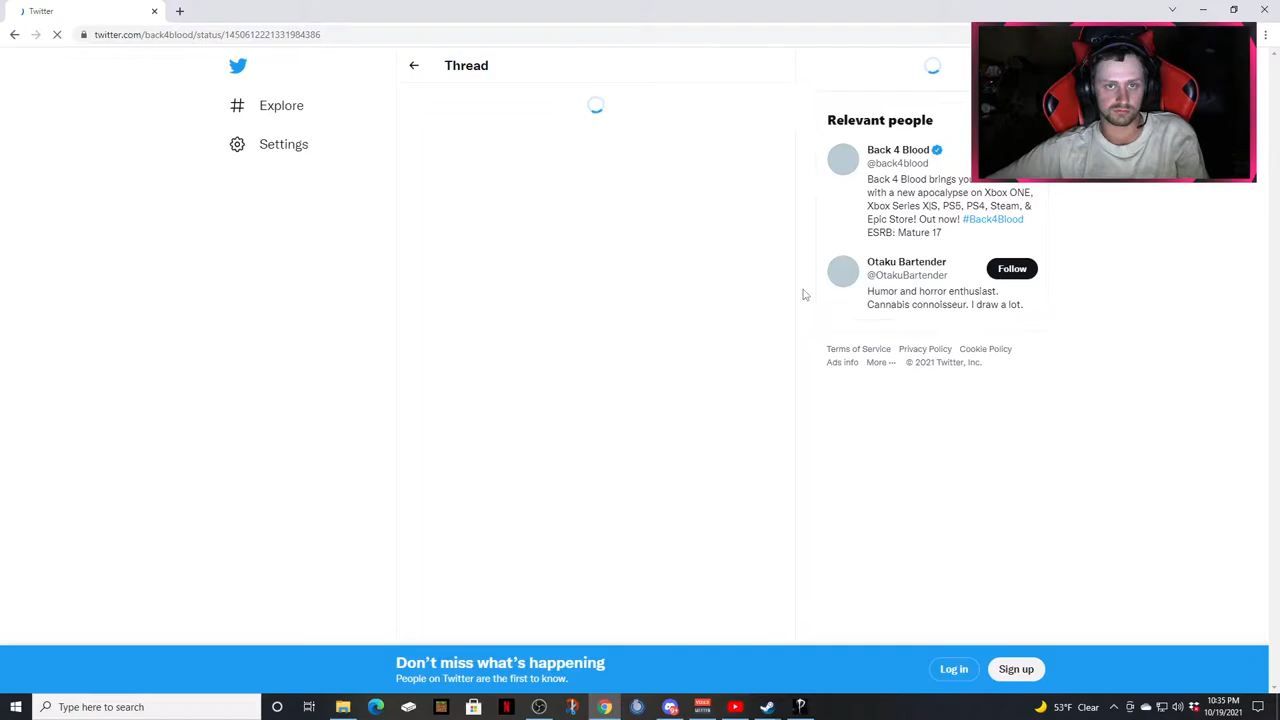 Twitter
twitter.com/back4blood/status/1450612221331984386
Thread
Explore
Settings
Relevant people
Back 4 Blood
@back4blood
Back 4 Blood brings you
with a new apocalypse on Xbox ONE,
Xbox Series X|S, PS5, PS4, Steam, &
Epic Store! Out now! #Back4Blood
ESRB: Mature 17
Otaku Bartender
@OtakuBartender
Follow
Humor and horror enthusiast.
Cannabis connoisseur. I draw a lot.
Terms of Service Privacy Policy Cookie Policy
Ads info More ··· © 2021 Twitter, Inc.
Don't miss what's happening
People on Twitter are the first to know.
Log in
Sign up
Type here to search
53°F Clear
10:35 PM
10/19/2021